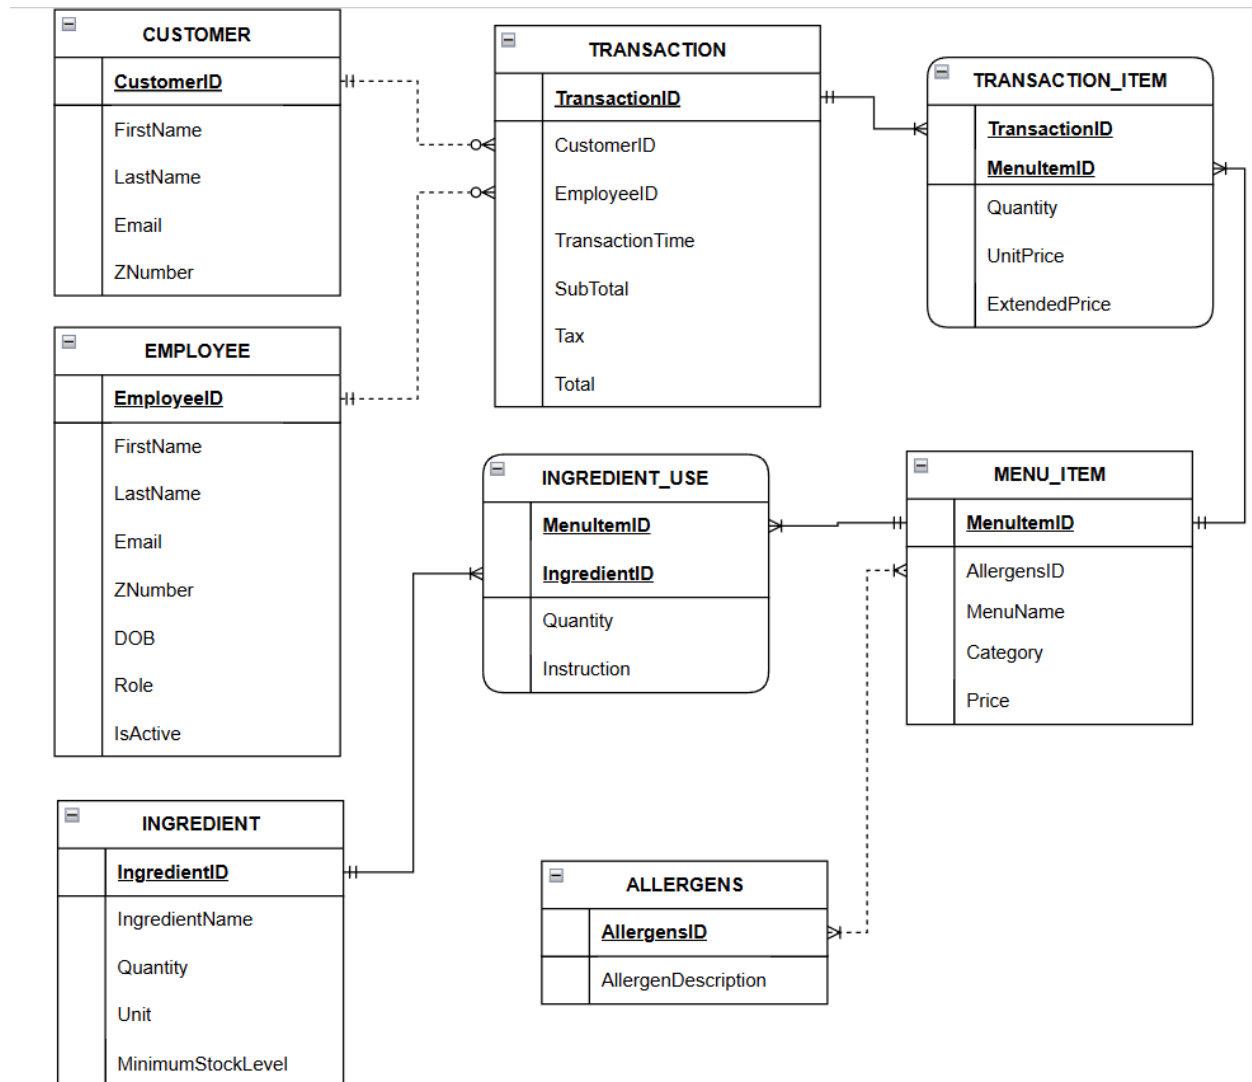 CUSTOMER
CustomerID
FirstName
LastName
Email
ZNumber
TRANSACTION
TransactionID
CustomerID
EmployeeID
TransactionTime
SubTotal
Tax
Total
TRANSACTION_ITEM
TransactionID
MenuItemID
Quantity
UnitPrice
ExtendedPrice
EMPLOYEE
EmployeeID
FirstName
LastName
Email
ZNumber
DOB
Role
IsActive
INGREDIENT_USE
MenuItemID
IngredientID
Quantity
Instruction
MENU_ITEM
MenuItemID
AllergensID
MenuName
Category
Price
INGREDIENT
IngredientID
IngredientName
Quantity
Unit
MinimumStockLevel
ALLERGENS
AllergensID
AllergenDescription